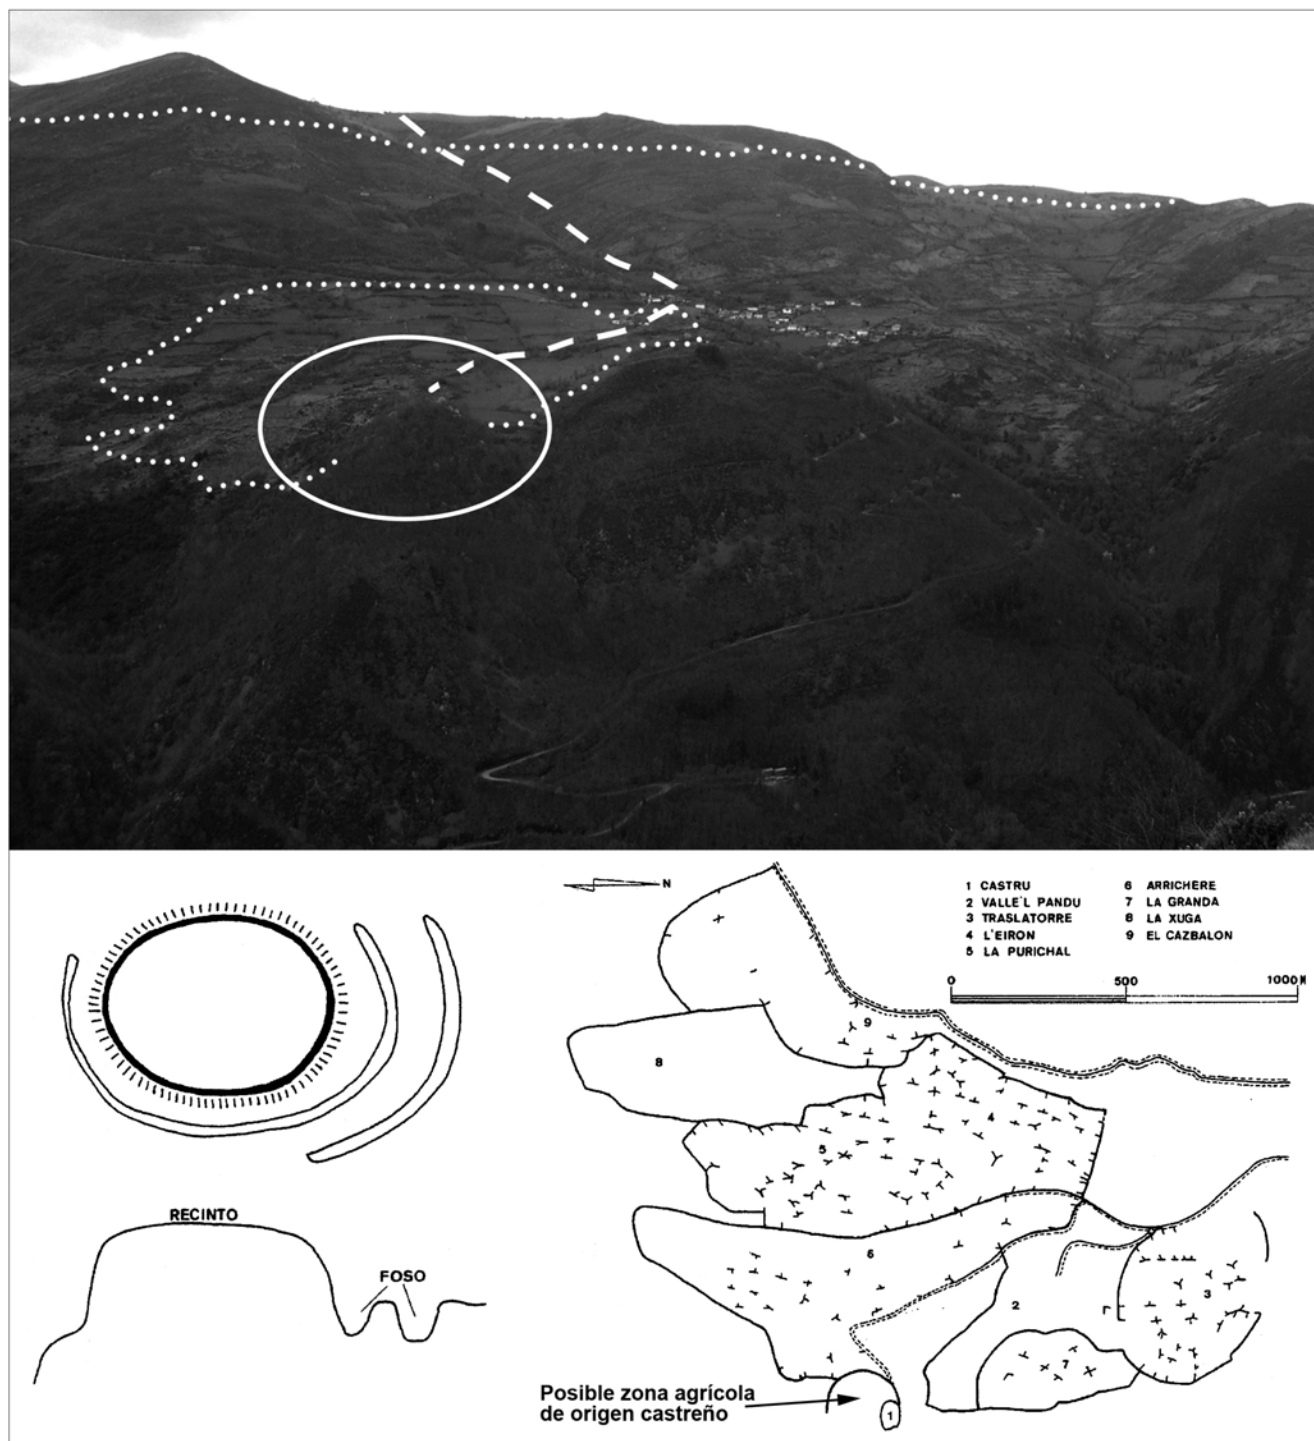 N
1 CASTRU
2 VALLE'L PANDU
3 TRASLATORRE
4 L'EIRON
5 LA PURICHAL
6 ARRICHERE
7 LA GRANDA
8 LA XUGA
9 EL CAZBALON
0 500 1000 M
9
8
4
5
6
3
2
7
1
RECINTO
FOSO
Posible zona agrícola
de origen castreño